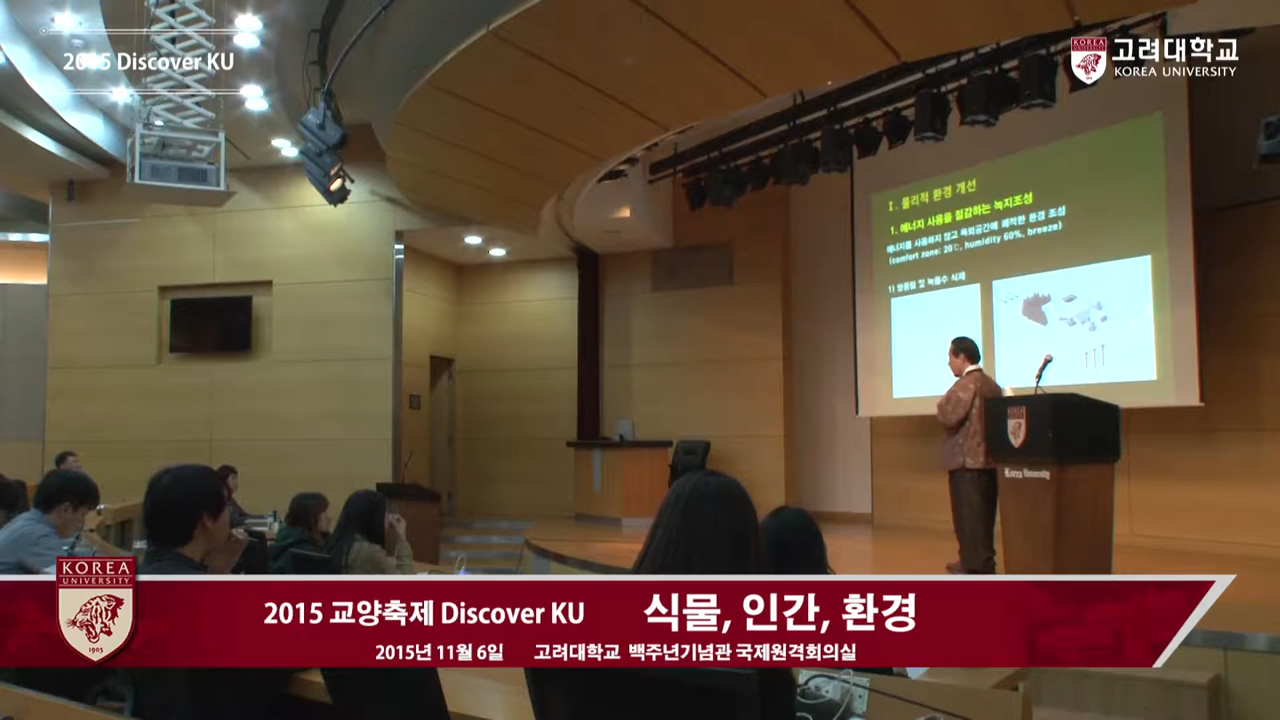 2015 Discover KU
KOREA
고려대학교
KOREA UNIVERSITY
I. 물리적 환경 개선
1. 에너지 사용을 절감하는 녹지조성
에너지를 사용하지 않고 옥외공간에 쾌적한 환경 조성
(comfort zone: 20℃, humidity 60%, breeze)
1) 방풍림 및 녹음수 식재
KOREA
Korea University
KOREA
UNIVERSITY
1905
2015 교양축제 Discover KU 식물, 인간, 환경
2015년 11월 6일 고려대학교 백주년기념관 국제원격회의실